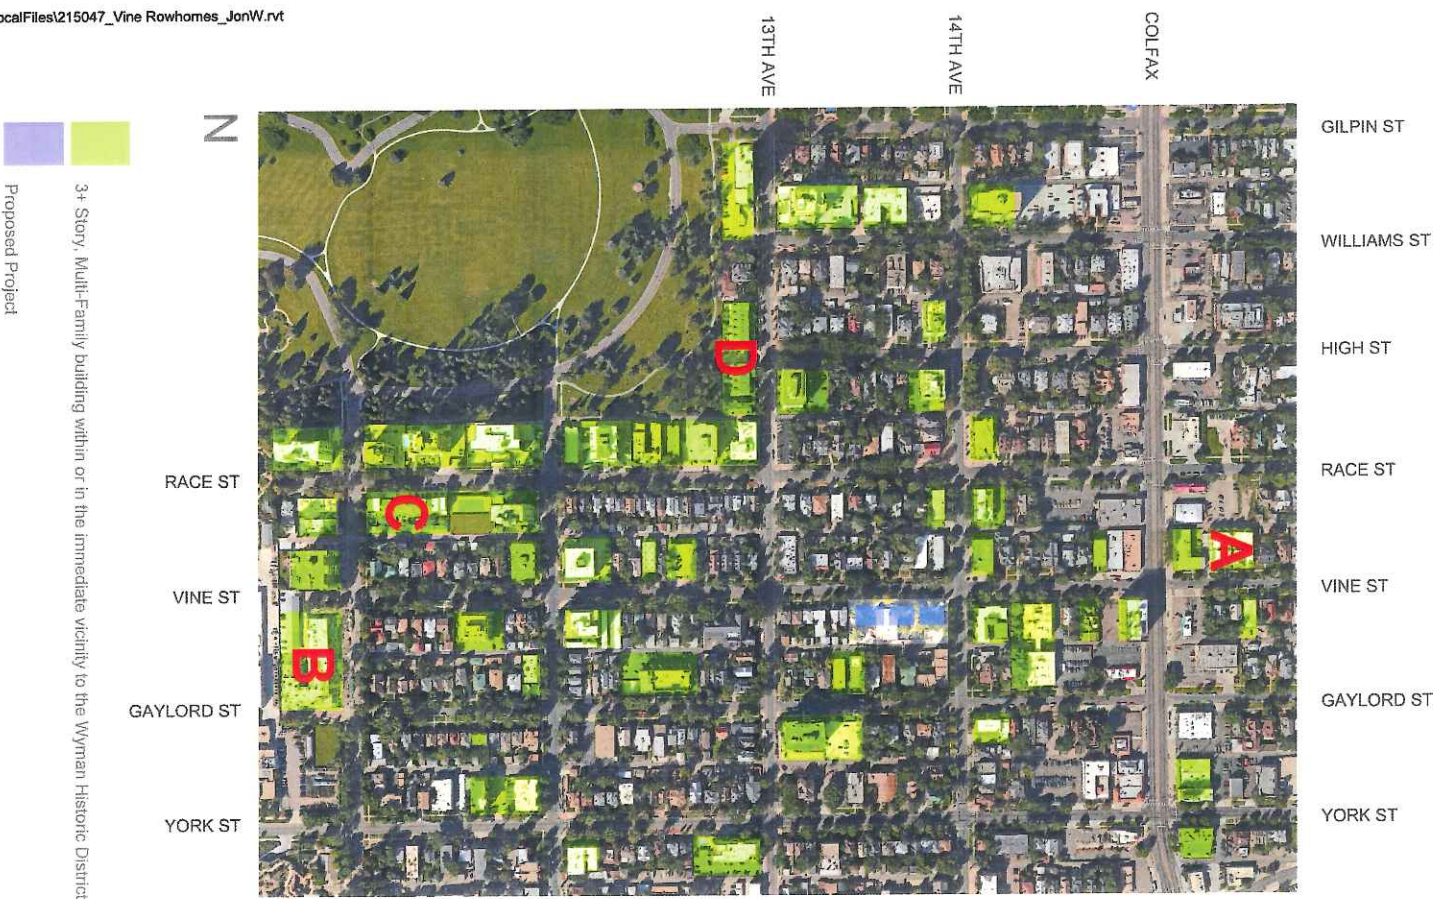 ocalFiles\215047_Vine Rowhomes_JonW.rvt
13TH AVE
14TH AVE
COLFAX
GILPIN ST
WILLIAMS ST
HIGH ST
RACE ST
VINE ST
GAYLORD ST
YORK ST
RACE ST
VINE ST
GAYLORD ST
YORK ST
N
A
B
C
D
3+ Story, Multi-Family building within or in the immediate vicinity to the Wyman Historic District
Proposed Project